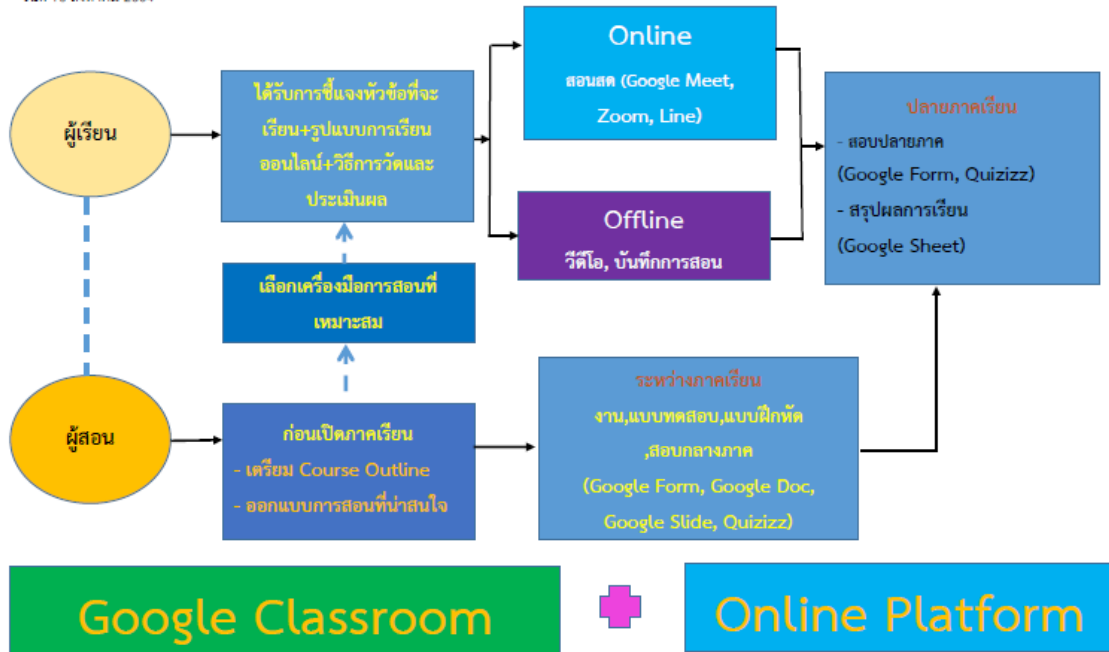 Online
สอนสด (Google Meet,
Zoom, Line)
ได้รับการชี้แจงหัวข้อที่จะ
เรียน+รูปแบบการเรียน
ออนไลน์+วิธีการวัดและ
ประเมินผล
ผู้เรียน
ปลายภาคเรียน
- สอบปลายภาค
(Google Form, Quizizz)
- สรุปผลการเรียน
(Google Sheet)
Offline
วีดีโอ, บันทึกการสอน
เลือกเครื่องมือการสอนที่
เหมาะสม
ผู้สอน
ก่อนเปิดภาคเรียน
- เตรียม Course Outline
- ออกแบบการสอนที่น่าสนใจ
ระหว่างภาคเรียน
งาน,แบบทดสอบ,แบบฝึกหัด
,สอบกลางภาค
(Google Form, Google Doc,
Google Slide, Quizizz)
Google Classroom
Online Platform